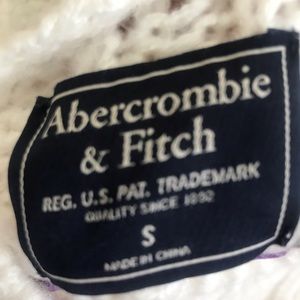 Abercrombie
& Fitch
REG. U.S. PAT. TRADEMARK
QUALITY SINCE 1892
S
MADE IN CHINA